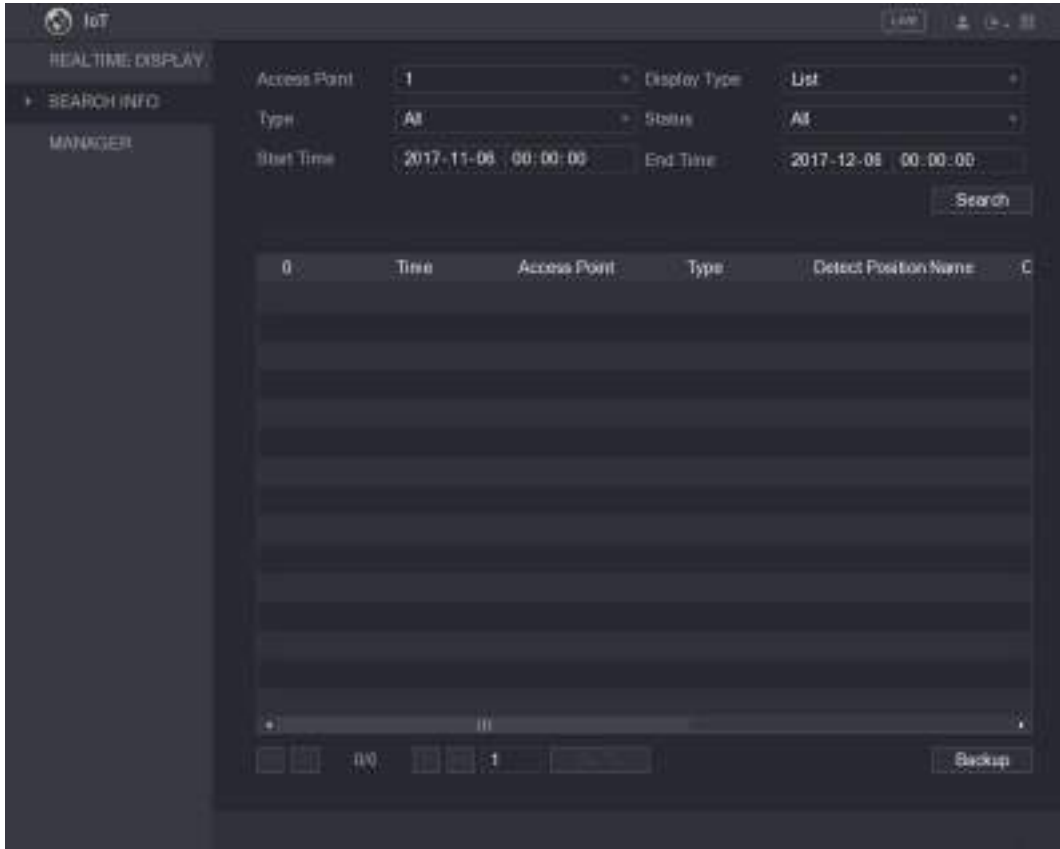 IoT
LIVE
REALTIME DISPLAY
SEARCH INFO
MANAGER
Access Point 1 Display Type List
Type All Status All
Start Time 2017-11-06 00:00:00 End Time 2017-12-06 00:00:00
Search
0 Time Access Point Type Detect Position Name C
0/0 1
Backup